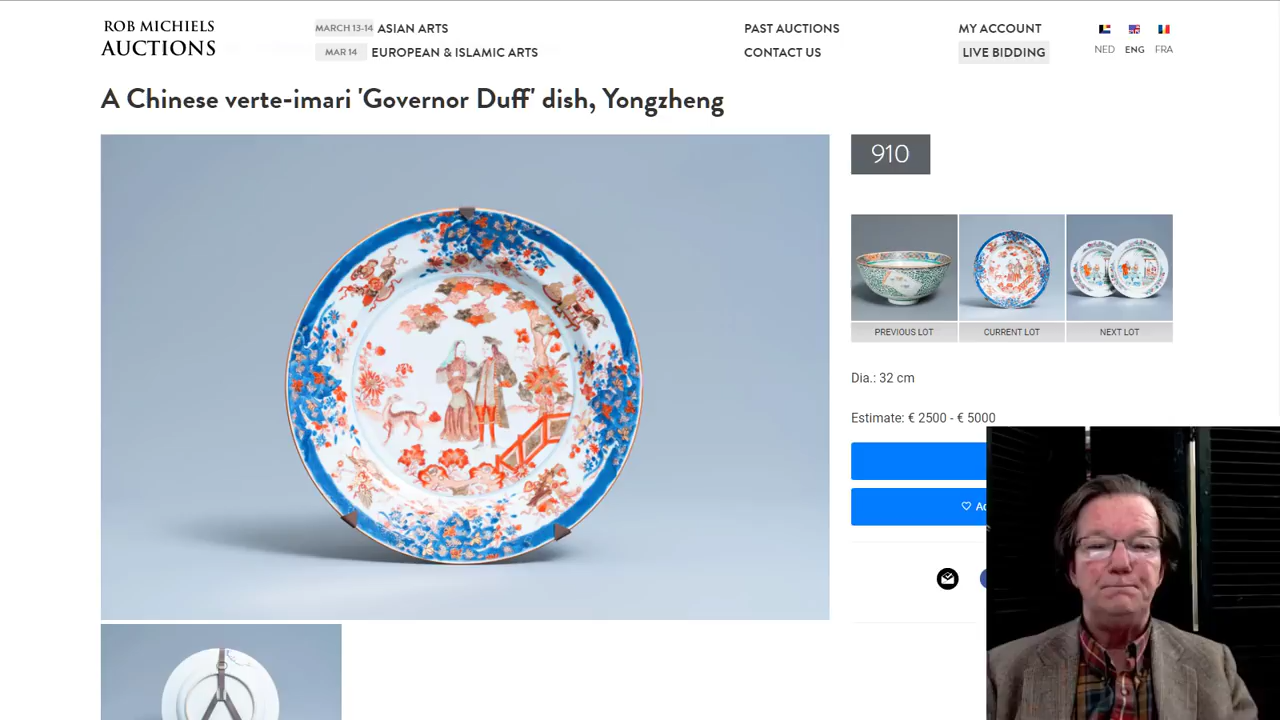 ROB MICHIELS
AUCTIONS
MARCH 13-14 ASIAN ARTS
MAR 14 EUROPEAN & ISLAMIC ARTS
PAST AUCTIONS
CONTACT US
MY ACCOUNT
LIVE BIDDING
NED ENG FRA
A Chinese verte-imari 'Governor Duff' dish, Yongzheng
910
PREVIOUS LOT CURRENT LOT NEXT LOT
Dia.: 32 cm
Estimate: € 2500 - € 5000